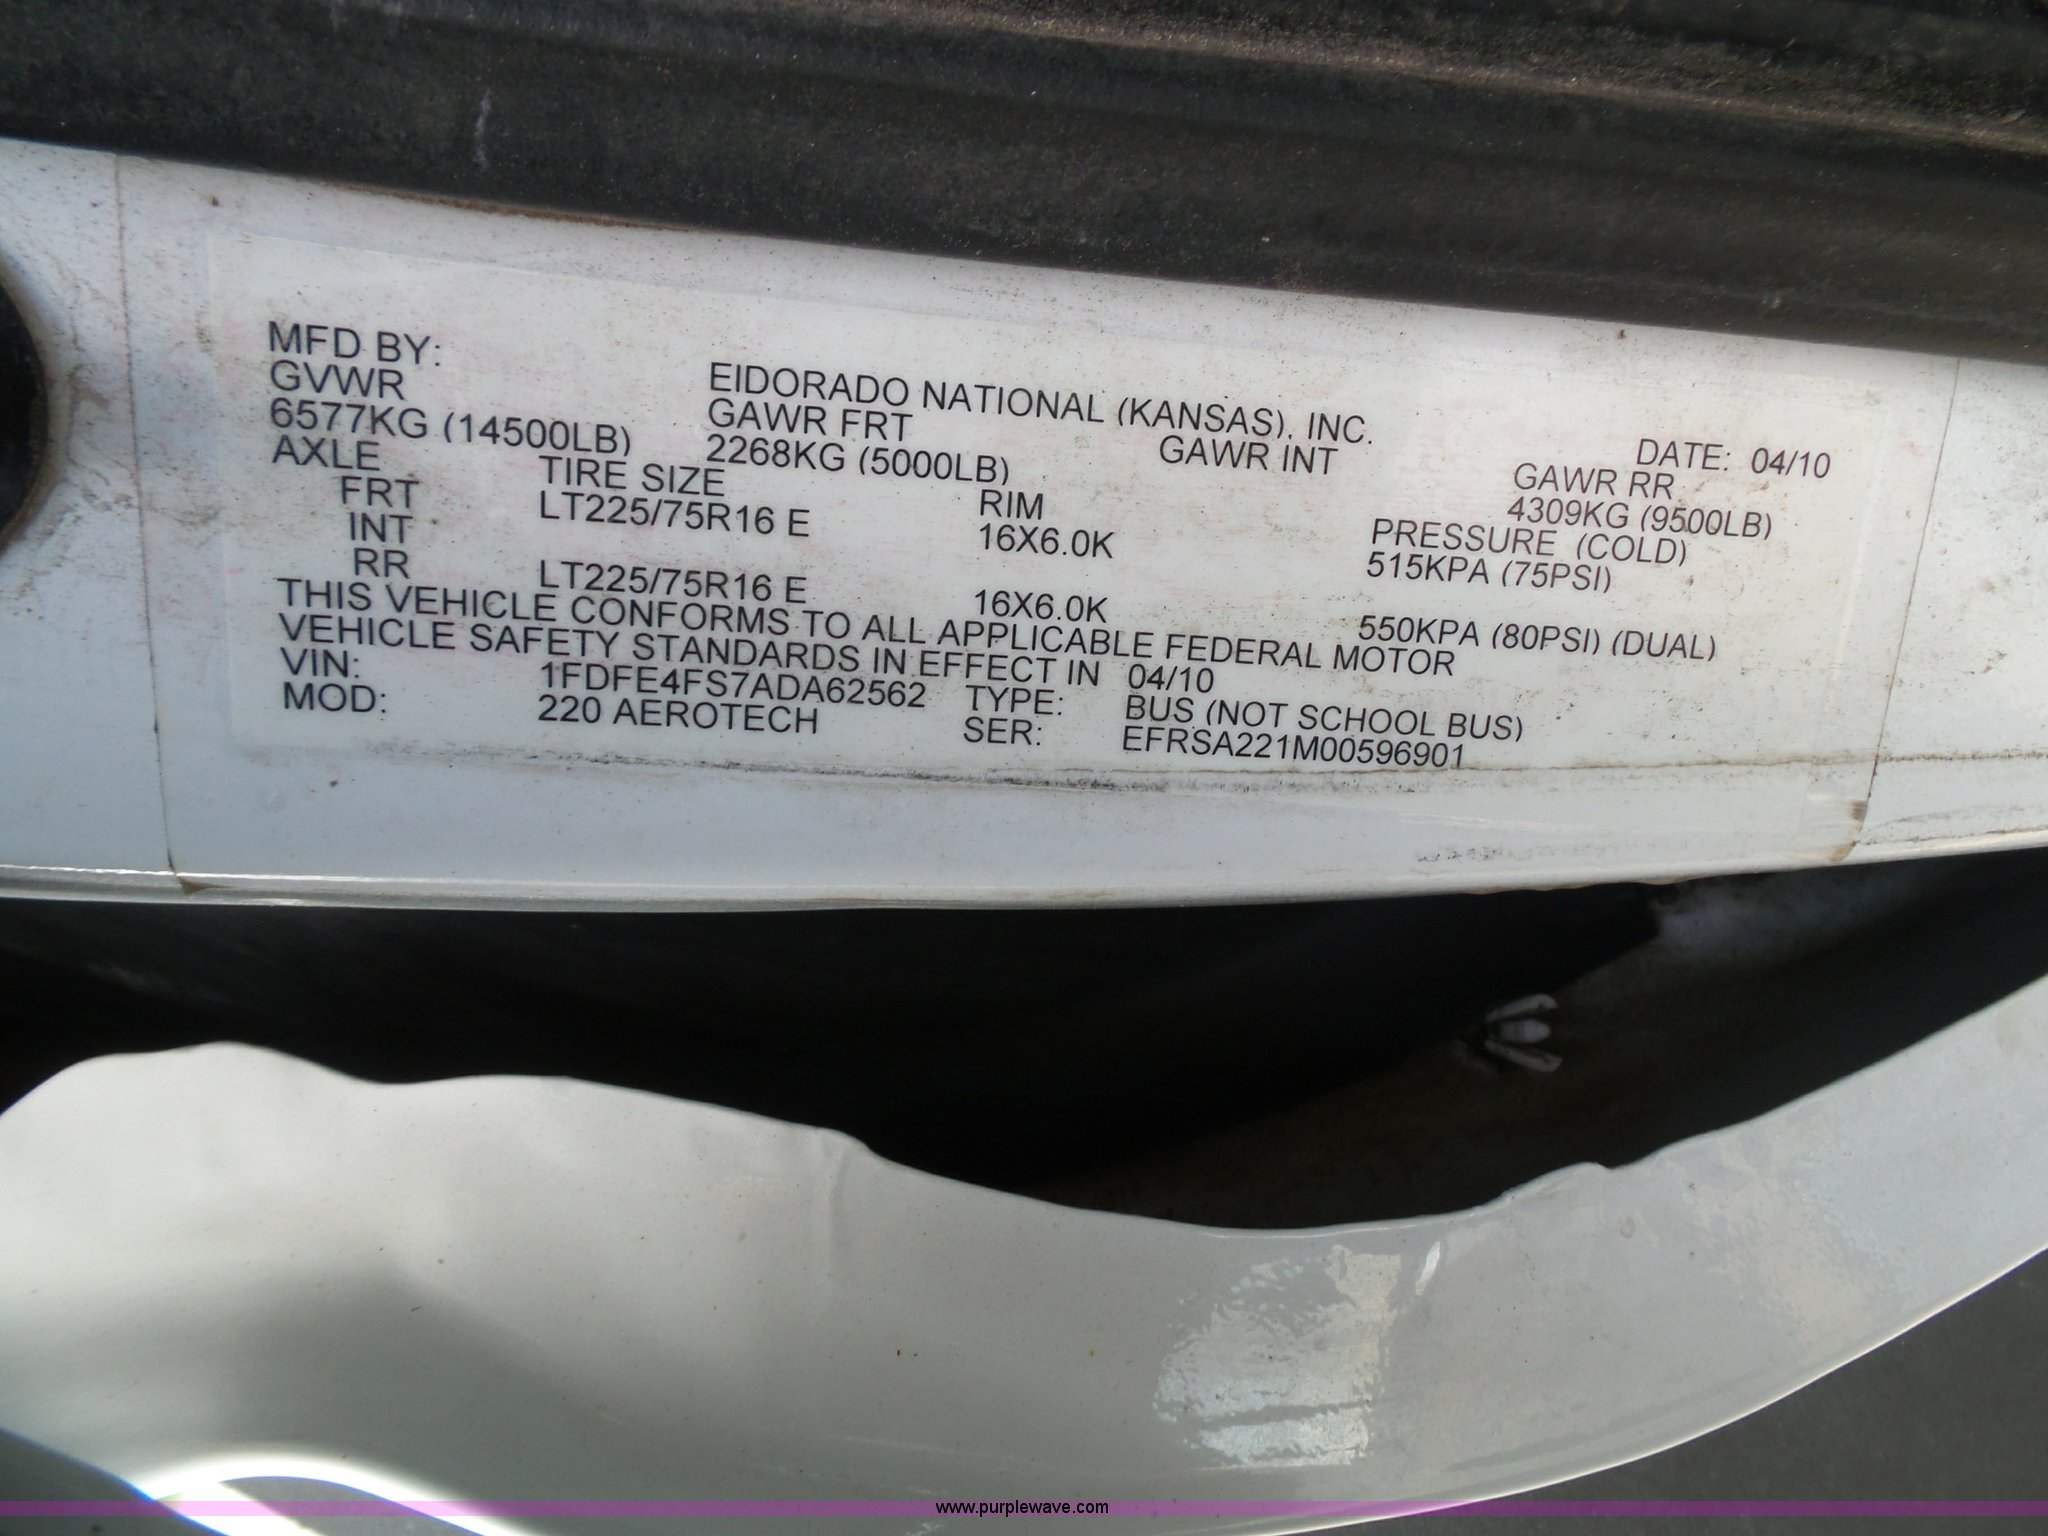 MFD BY: EIDORADO NATIONAL (KANSAS). INC. DATE: 04/10
GVWR GAWR FRT GAWR INT GAWR RR
6577KG (14500LB) 2268KG (5000LB) 4309KG (9500LB)
AXLE TIRE SIZE RIM PRESSURE (COLD)
FRT LT225/75R16 E 16X6.0K 515KPA (75PSI)
INT
RR LT225/75R16 E 16X6.0K 550KPA (80PSI) (DUAL)
THIS VEHICLE CONFORMS TO ALL APPLICABLE FEDERAL MOTOR
VEHICLE SAFETY STANDARDS IN EFFECT IN 04/10
VIN: 1FDFE4FS7ADA62562 TYPE: BUS (NOT SCHOOL BUS)
MOD: 220 AEROTECH SER: EFRSA221M00596901
www.purplewave.com